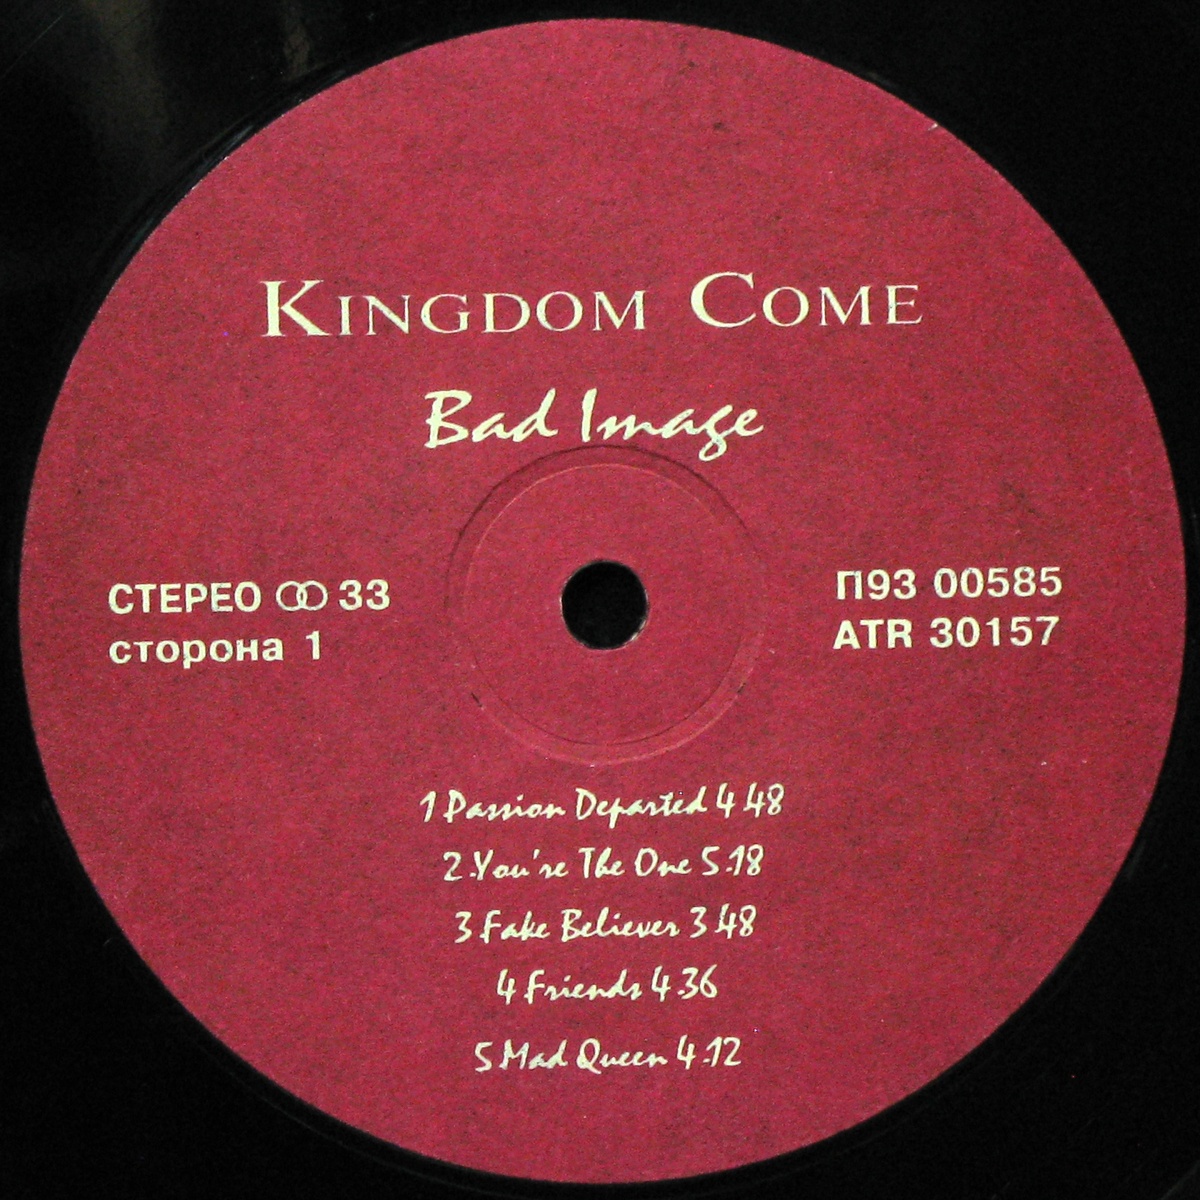 KINGDOM COME
Bad Image
СТЕРЕО 33
сторона 1
П93 00585
ATR 30157
1 Passion Departed 4.48
2.You're The One 5.18
3 Fake Believer 3.48
4 Friends 4.36
5 Mad Queen 4.12